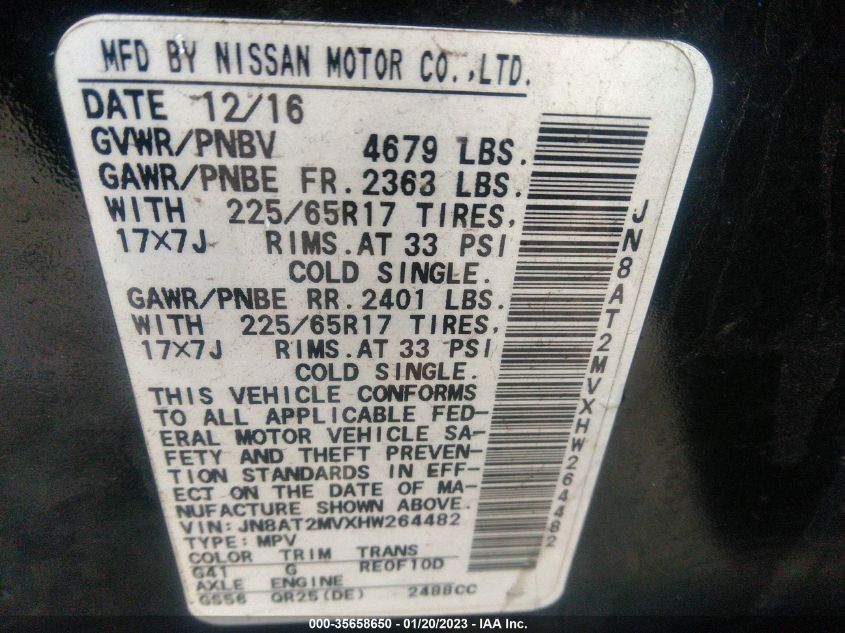 MFD BY NISSAN MOTOR CO.,LTD.
DATE 12/16
GVWR/PNBV 4679 LBS.
GAWR/PNBE FR. 2363 LBS.
WITH 225/65R17 TIRES,
17X7J RIMS.AT 33 PSI
COLD SINGLE.
GAWR/PNBE RR. 2401 LBS.
WITH 225/65R17 TIRES,
17X7J RIMS.AT 33 PSI
COLD SINGLE.
THIS VEHICLE CONFORMS
TO ALL APPLICABLE FED-
ERAL MOTOR VEHICLE SA-
FETY AND THEFT PREVEN-
TION STANDARDS IN EFF-
ECT ON THE DATE OF MA-
NUFACTURE SHOWN ABOVE.
VIN:JN8AT2MVXHW264482
TYPE:MPV
COLOR TRIM TRANS
G41 G RE0F10D
AXLE ENGINE
GS56 QR25(DE) 2488CC
JN8AT2MVXHW264482
000-35658650 — 01/20/2023 — IAA Inc.